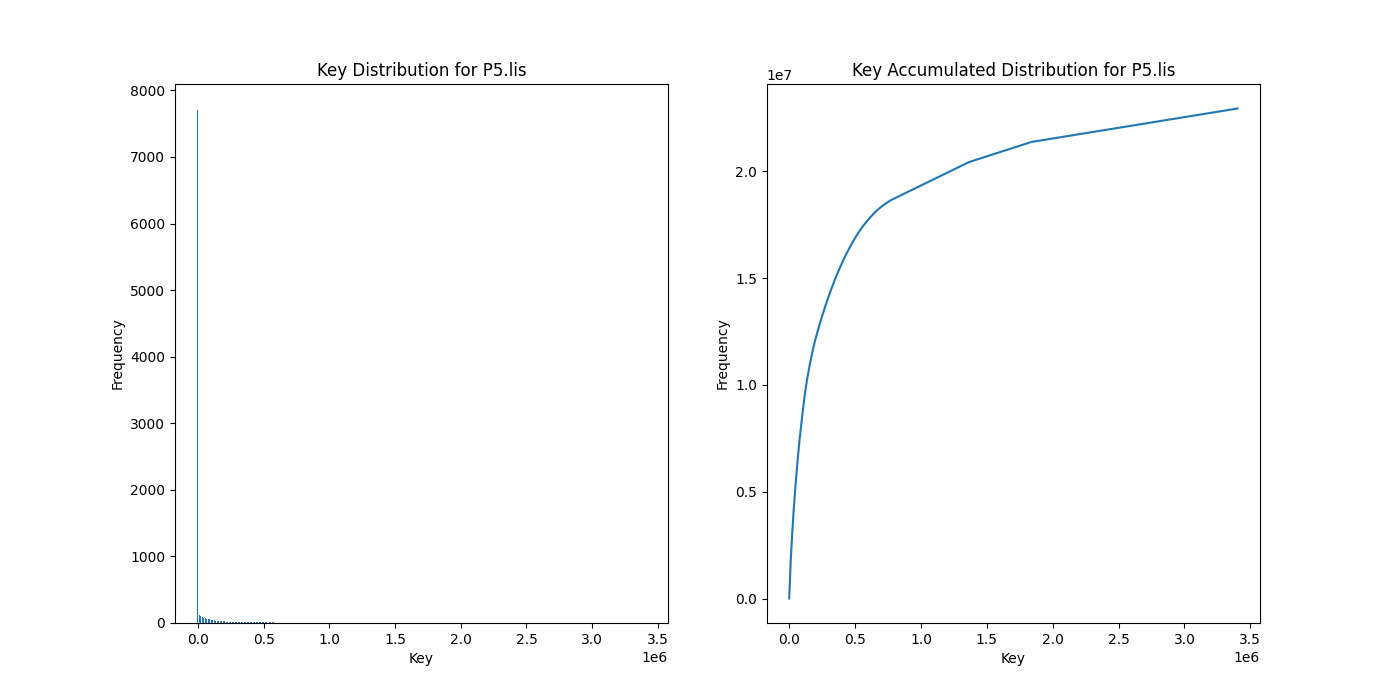 Key Distribution for P5.lis
8000
7000
6000
5000
4000
3000
2000
1000
0
Frequency
0.0 0.5 1.0 1.5 2.0 2.5 3.0 3.5
1e6
Key
Key Accumulated Distribution for P5.lis
1e7
2.0
1.5
1.0
0.5
0.0
Frequency
0.0 0.5 1.0 1.5 2.0 2.5 3.0 3.5
1e6
Key